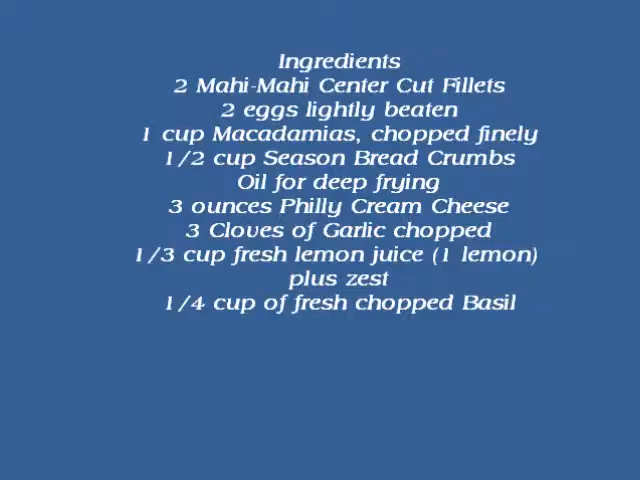 Ingredients
2 Mahi-Mahi Center Cut Fillets
2 eggs lightly beaten
1 cup Macadamias, chopped finely
1/2 cup Season Bread Crumbs
Oil for deep frying
3 ounces Philly Cream Cheese
3 Cloves of Garlic chopped
1/3 cup fresh lemon juice (1 lemon)
plus zest
1/4 cup of fresh chopped Basil